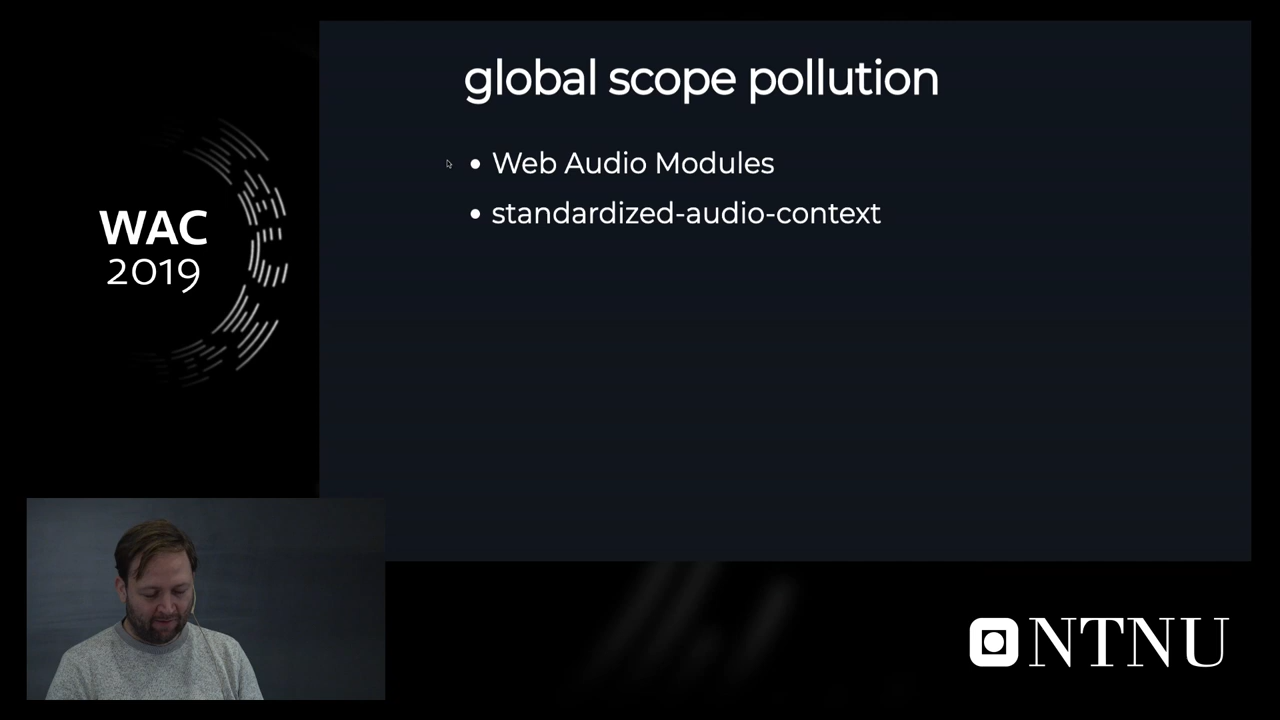 global scope pollution
• Web Audio Modules
• standardized-audio-context
WAC
2019
NTNU